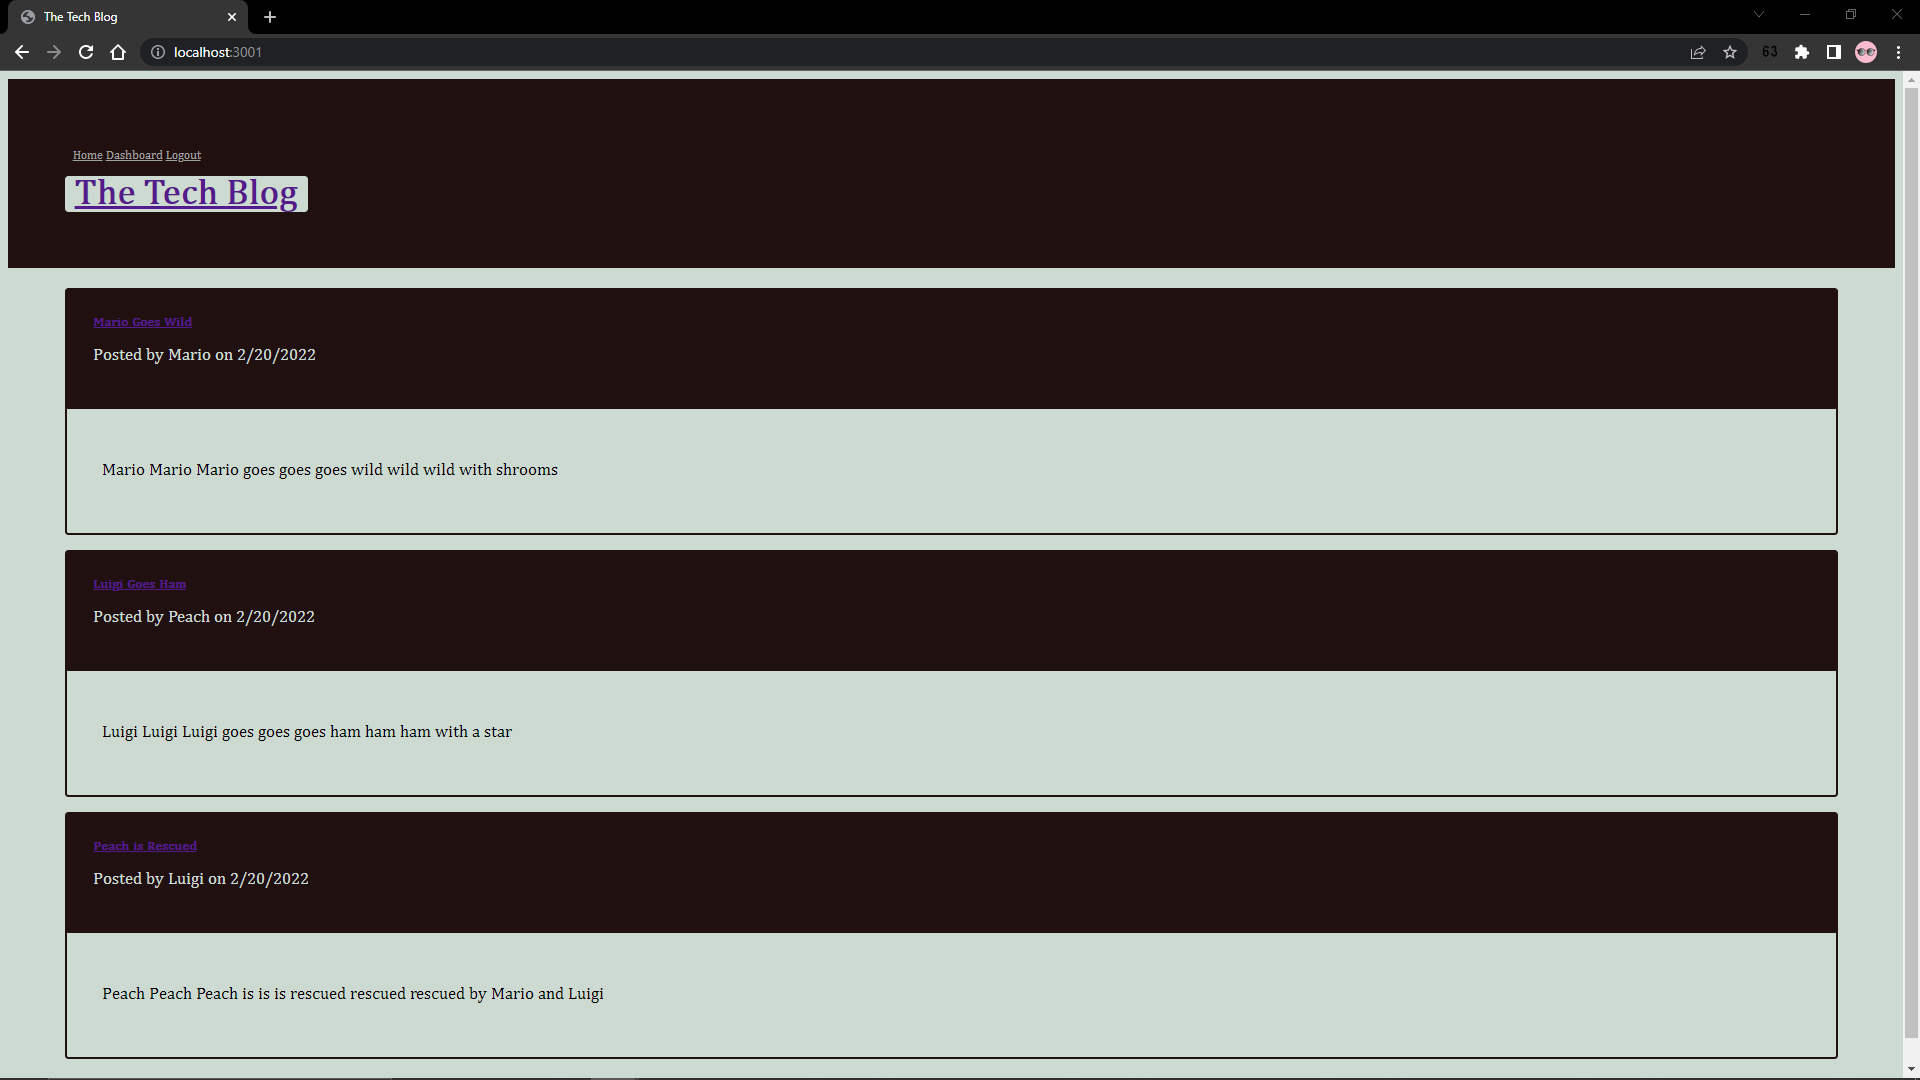 The Tech Blog
localhost:3001
63
Home Dashboard Logout
The Tech Blog
Mario Goes Wild
Posted by Mario on 2/20/2022
Mario Mario Mario goes goes goes wild wild wild with shrooms
Luigi Goes Ham
Posted by Peach on 2/20/2022
Luigi Luigi Luigi goes goes goes ham ham ham with a star
Peach is Rescued
Posted by Luigi on 2/20/2022
Peach Peach Peach is is is rescued rescued rescued by Mario and Luigi